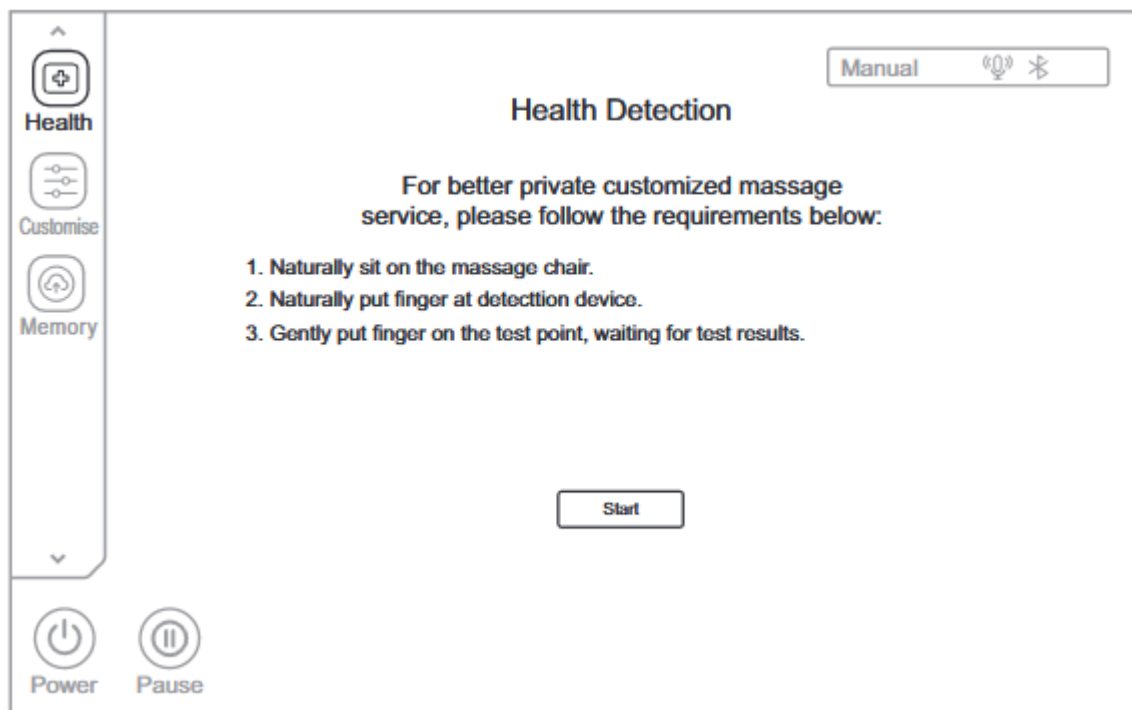 Health
Customise
Memory
Manual
Health Detection
For better private customized massage
service, please follow the requirements below:
1. Naturally sit on the massage chair.
2. Naturally put finger at detecttion device.
3. Gently put finger on the test point, waiting for test results.
Start
Power
Pause